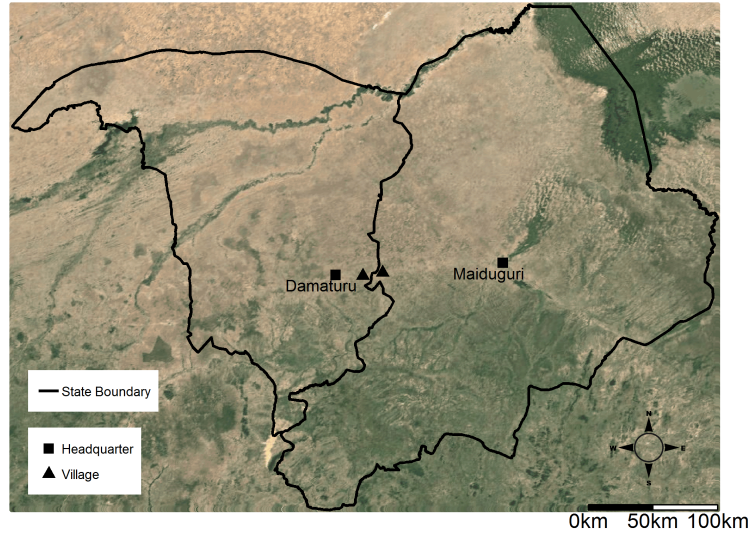 Damaturu
Maiduguri
State Boundary
Headquarter
Village
N
W
E
S
0km
50km
100km